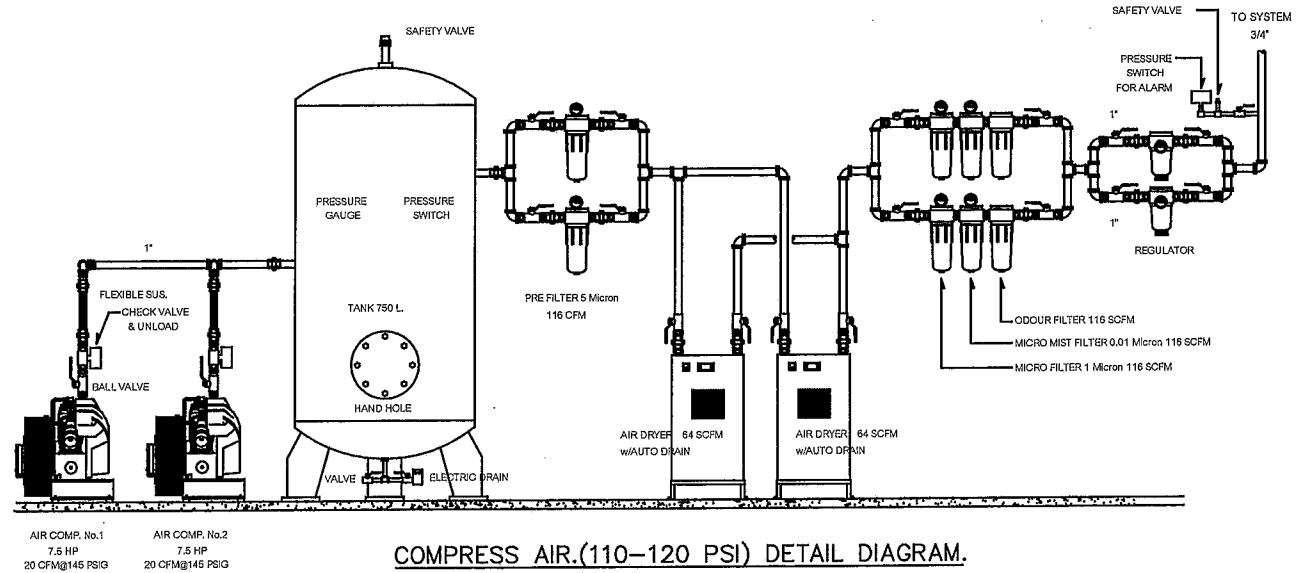 SAFETY VALVE
SAFETY VALVE
TO SYSTEM
3/4"
PRESSURE
SWITCH
FOR ALARM
1"
PRESSURE
GAUGE
PRESSURE
SWITCH
1"
REGULATOR
1"
FLEXIBLE SUS.
CHECK VALVE
& UNLOAD
TANK 750 L.
PRE FILTER 5 Micron
116 CFM
ODOUR FILTER 116 SCFM
MICRO MIST FILTER 0.01 Micron 116 SCFM
MICRO FILTER 1 Micron 116 SCFM
BALL VALVE
HAND HOLE
AIR DRYER 64 SCFM
w/AUTO DRAIN
AIR DRYER 64 SCFM
w/AUTO DRAIN
VALVE
ELECTRIC DRAIN
AIR COMP. No.1
7.5 HP
20 CFM@145 PSIG
AIR COMP. No.2
7.5 HP
20 CFM@145 PSIG
COMPRESS AIR.(110-120 PSI) DETAIL DIAGRAM.